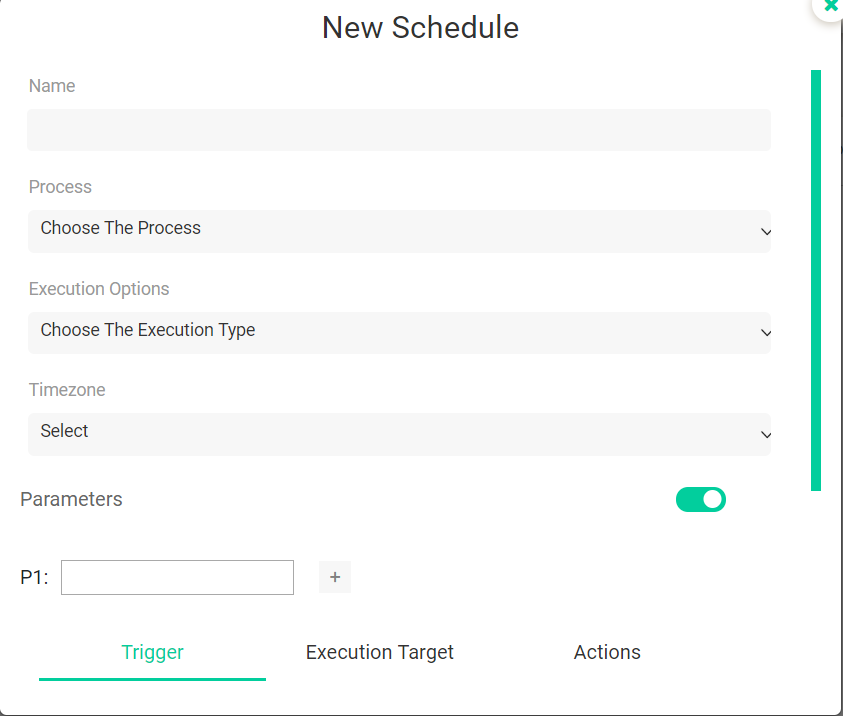 New Schedule
Name
Process
Choose The Process
Execution Options
Choose The Execution Type
Timezone
Select
Parameters
P1: +
Trigger Execution Target Actions